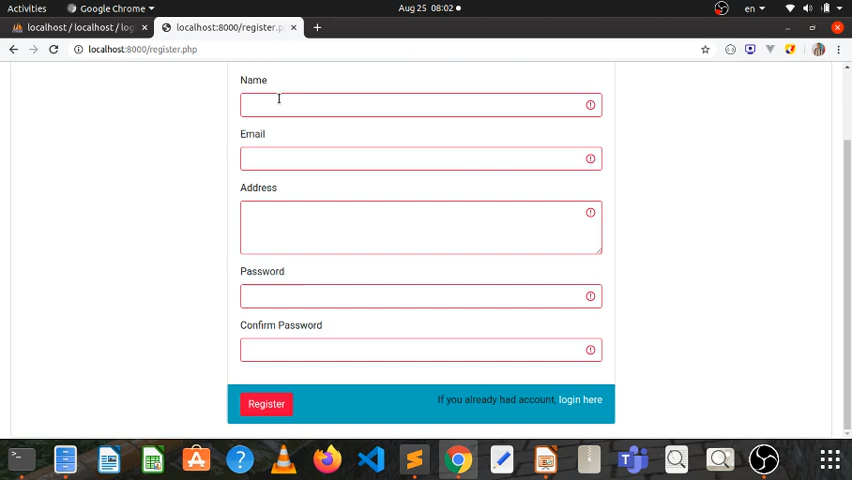 Activities Google Chrome Aug 25 08:02 en
localhost / localhost / log localhost:8000/register.p
localhost:8000/register.php
Name
Email
Address
Password
Confirm Password
Register If you already had account, login here